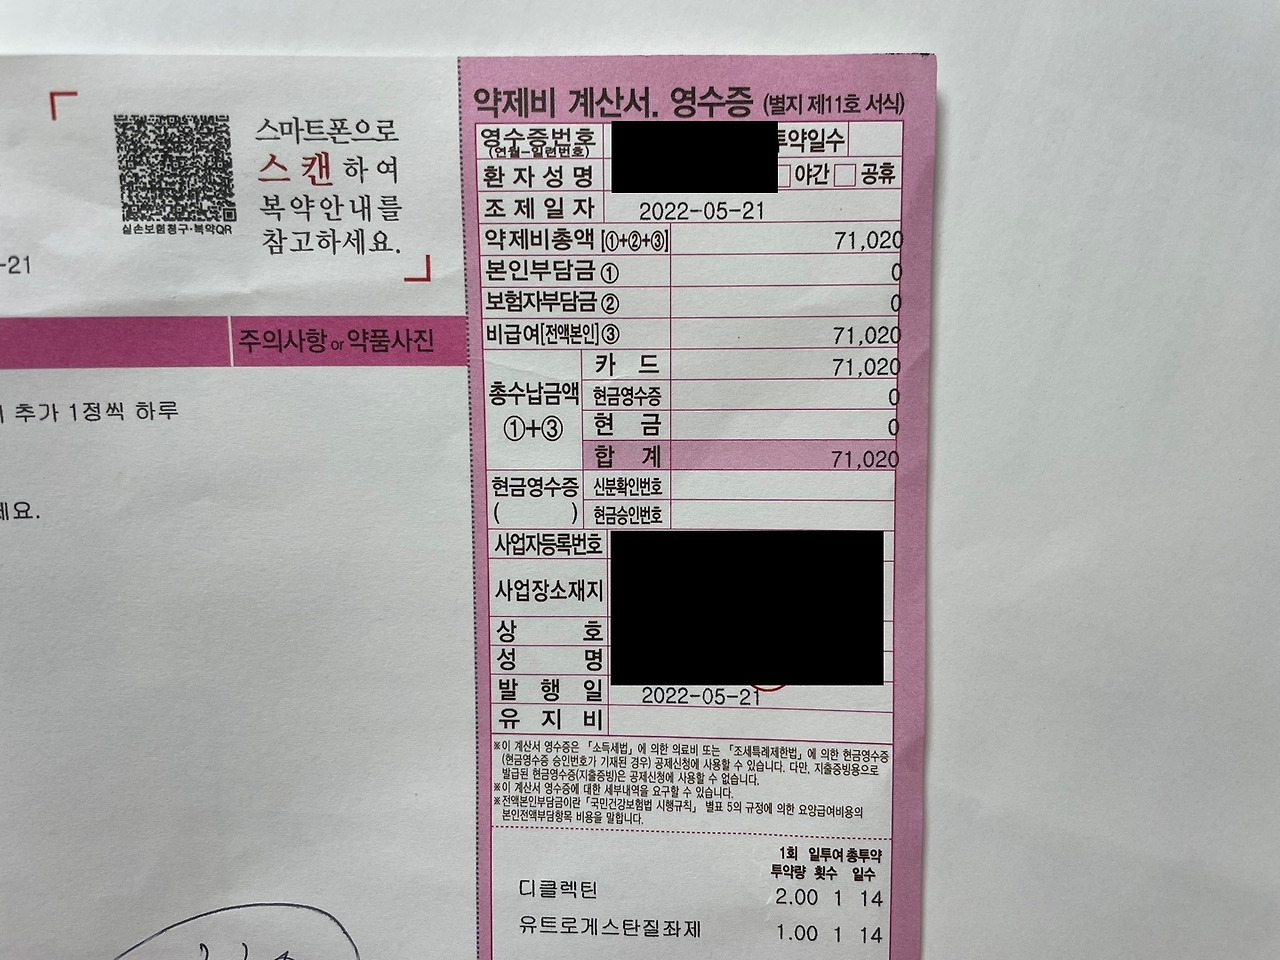 스마트폰으로
스캔하여
복약안내를
참고하세요.
실손보험청구·복약QR
-21
주의사항 or 약품사진
추가 1정씩 하루
세요.
약제비 계산서. 영수증 (별지 제11호 서식)
영수증번호 투약일수
(연월-일련번호)
환자성명 야간 공휴
조제일자 2022-05-21
약제비총액 [①+②+③] 71,020
본인부담금 ① 0
보험자부담금 ② 0
비급여[전액본인] ③ 71,020
총수납금액
①+③
카 드 71,020
현금영수증 0
현 금 0
합 계 71,020
현금영수증
( )
신분확인번호
현금승인번호
사업자등록번호
사업장소재지
상 호
성 명
발 행 일 2022-05-21
유 지 비
※이 계산서 영수증은 「소득세법」에 의한 의료비 또는 「조세특례제한법」에 의한 현금영수증
(현금영수증 승인번호가 기재된 경우) 공제신청에 사용할 수 있습니다. 다만, 지출증빙용으로
발급된 현금영수증(지출증빙)은 공제신청에 사용할 수 없습니다.
※이 계산서 영수증에 대한 세부내역을 요구할 수 있습니다.
※전액본인부담금이란 「국민건강보험법 시행규칙」 별표 5의 규정에 의한 요양급여비용의
본인전액부담항목 비용을 말합니다.
1회 일투여 총투약
투약량 횟수 일수
디클렉틴 2.00 1 14
유트로게스탄질좌제 1.00 1 14